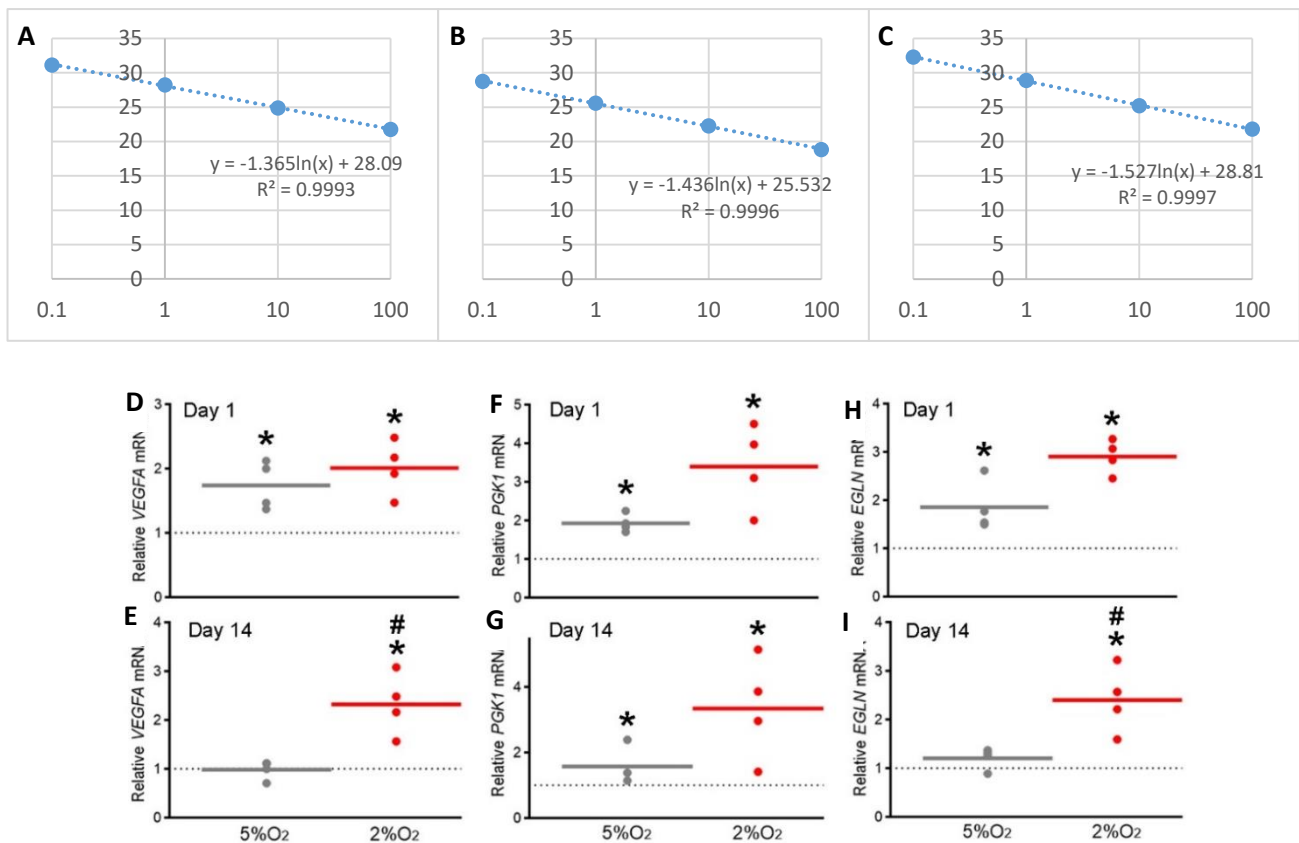 A
35
30
25
20
15
10
5
0
0.1 1 10 100
y = -1.365ln(x) + 28.09
R² = 0.9993
B
35
30
25
20
15
10
5
0
0.1 1 10 100
y = -1.436ln(x) + 25.532
R² = 0.9996
C
35
30
25
20
15
10
5
0
0.1 1 10 100
y = -1.527ln(x) + 28.81
R² = 0.9997
D
Day 1
Relative VEGFA mRN
3
2
1
0
*
*
F
Day 1
Relative PGK1 mRN
5
4
3
2
1
0
*
*
H
Day 1
Relative EGLN mRI
4
3
2
1
0
*
*
E
Day 14
Relative VEGFA mRN
4
3
2
1
0
#
*
5%O2 2%O2
G
Day 14
Relative PGK1 mRN
4
2
0
*
*
5%O2 2%O2
I
Day 14
Relative EGLN mRN
4
3
2
1
0
#
*
5%O2 2%O2